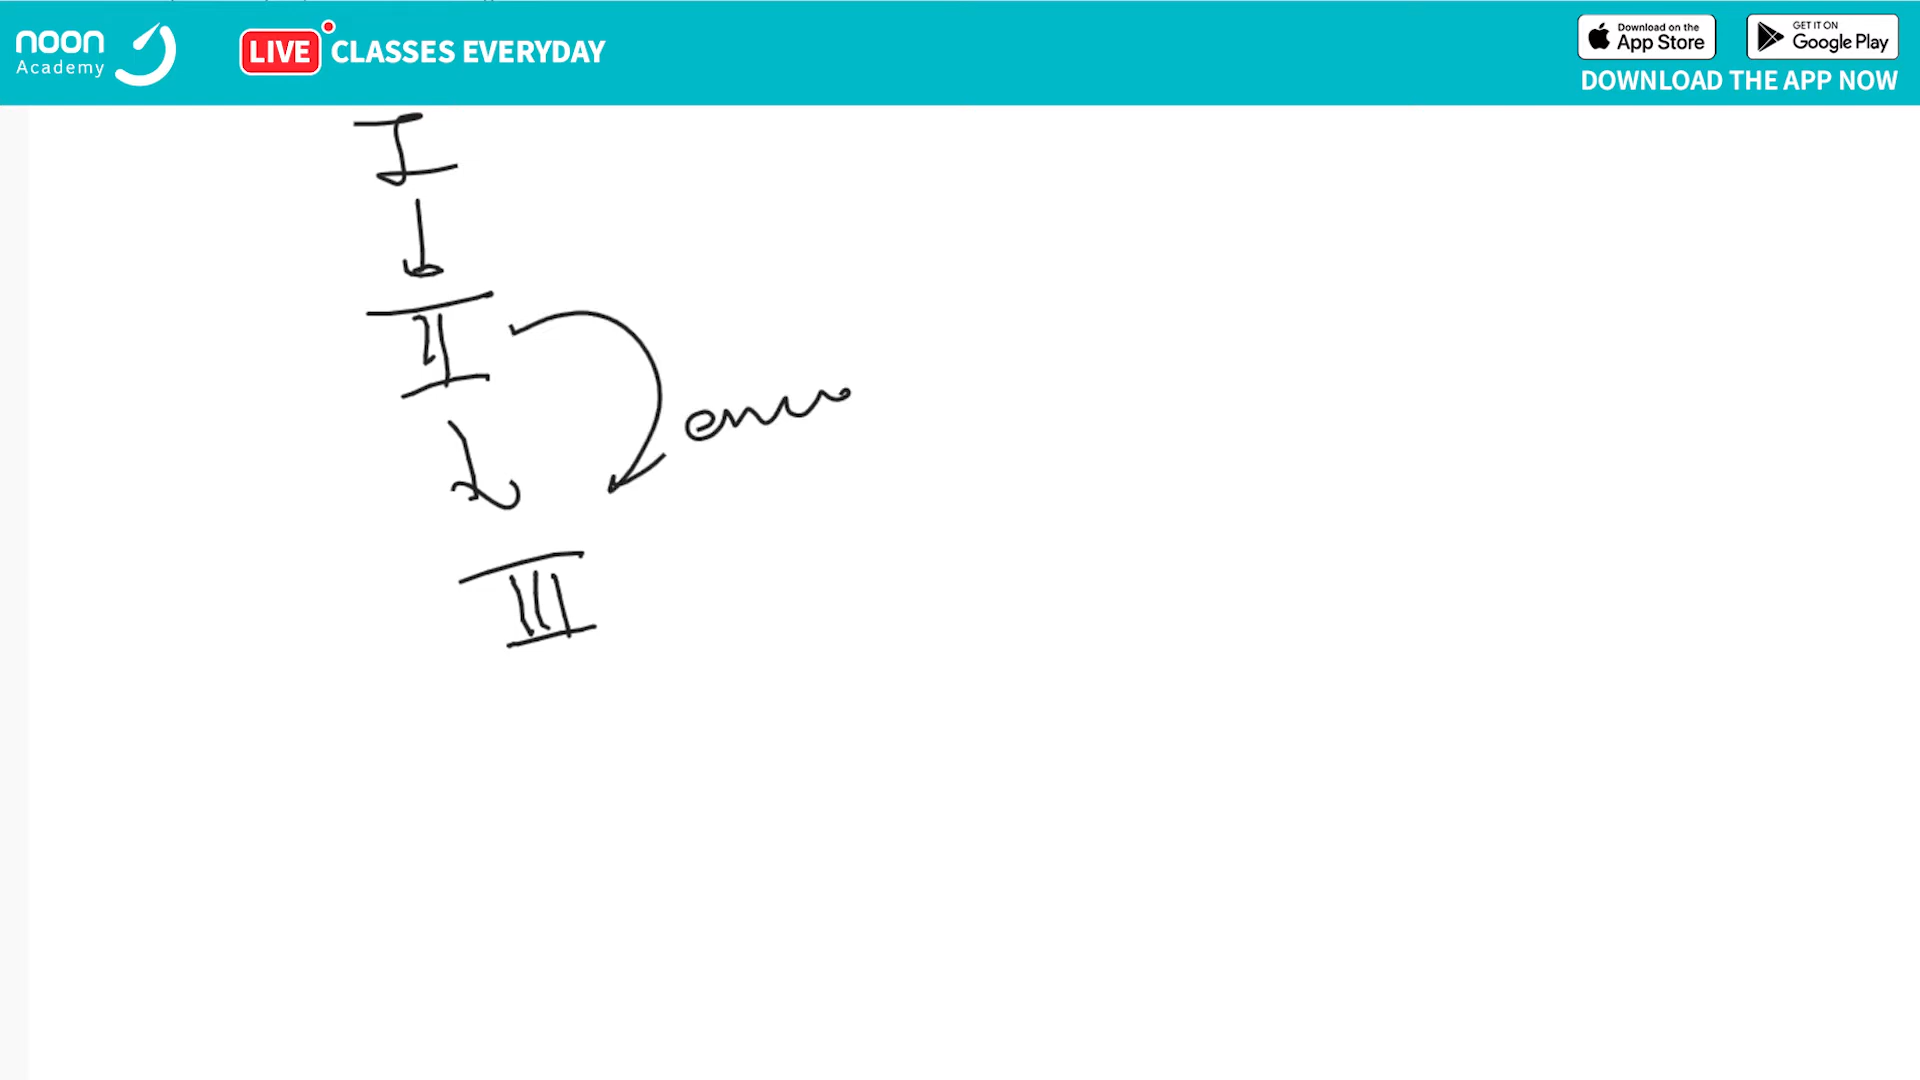 noon
Academy
LIVE CLASSES EVERYDAY
Download on the
App Store
GET IT ON
Google Play
DOWNLOAD THE APP NOW
I
II
III